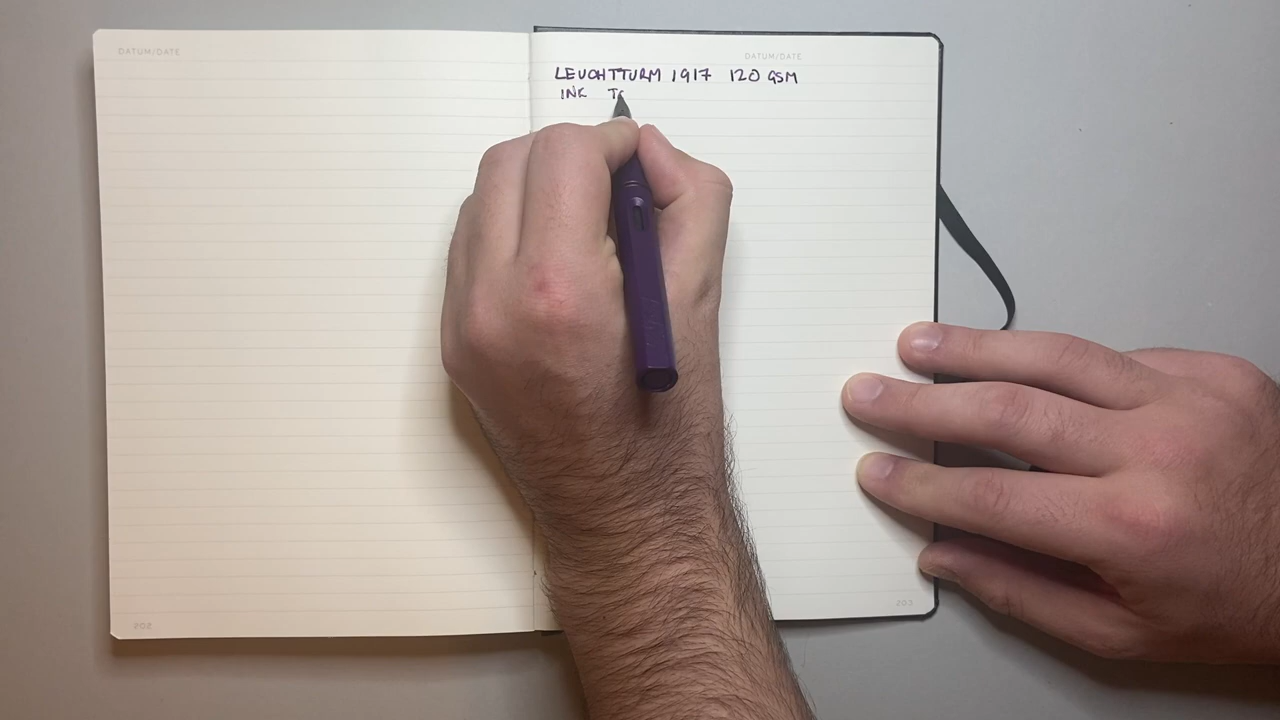 DATUM/DATE
DATUM/DATE
LEUCHTTURM 1917 120 GSM
INK
202
203